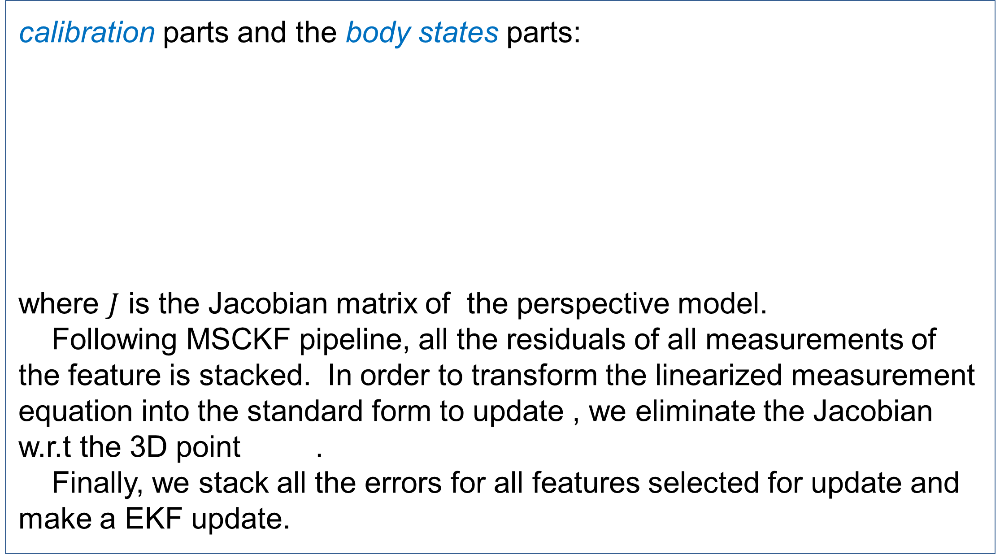 calibration parts and the body states parts:
where J is the Jacobian matrix of  the perspective model.
Following MSCKF pipeline, all the residuals of all measurements of
the feature is stacked.  In order to transform the linearized measurement
equation into the standard form to update , we eliminate the Jacobian
w.r.t the 3D point .
Finally, we stack all the errors for all features selected for update and
make a EKF update.